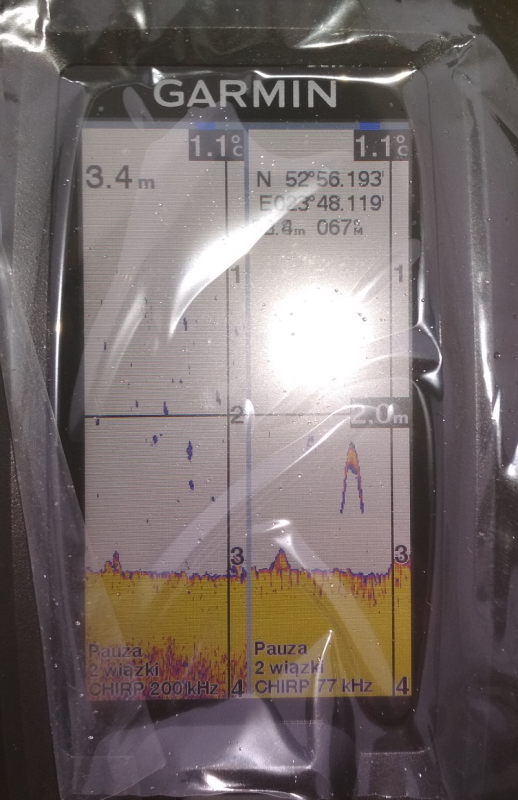 GARMIN
1.1°C
3.4 m
1
2
3
Pauza
2 wiązki
CHIRP 200 kHz
4
1.1°C
N 52°56.193'
E023°48.119'
3.4m 067°M
1
2.0m
3
Pauza
2 wiązki
CHIRP 77 kHz
4